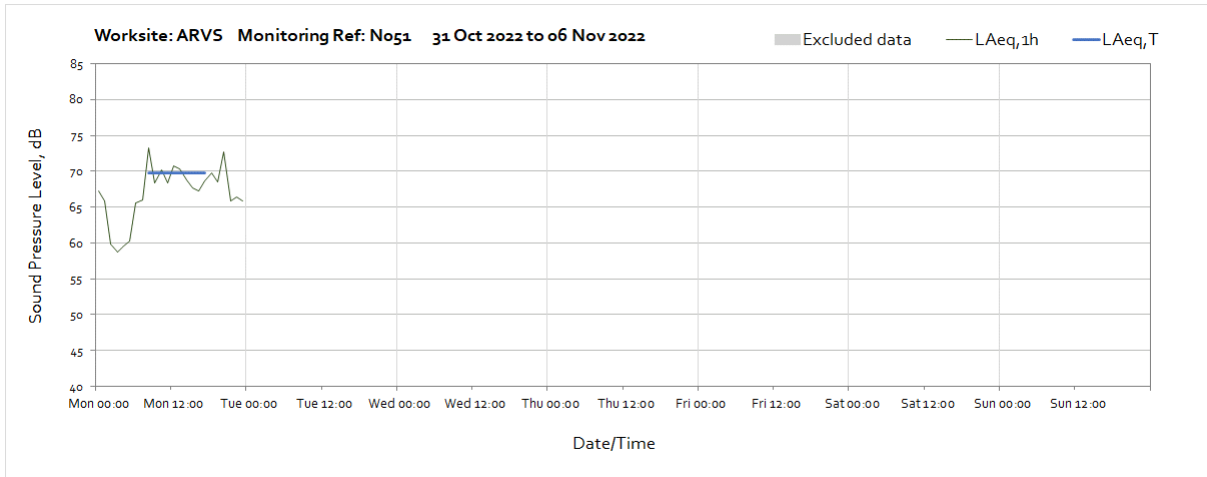 Worksite: ARVS Monitoring Ref: N051 31 Oct 2022 to 06 Nov 2022
Excluded data LAeq,1h LAeq,T
85
80
75
70
65
60
55
50
45
40
Sound Pressure Level, dB
Mon 00:00 Mon 12:00 Tue 00:00 Tue 12:00 Wed 00:00 Wed 12:00 Thu 00:00 Thu 12:00 Fri 00:00 Fri 12:00 Sat 00:00 Sat 12:00 Sun 00:00 Sun 12:00
Date/Time